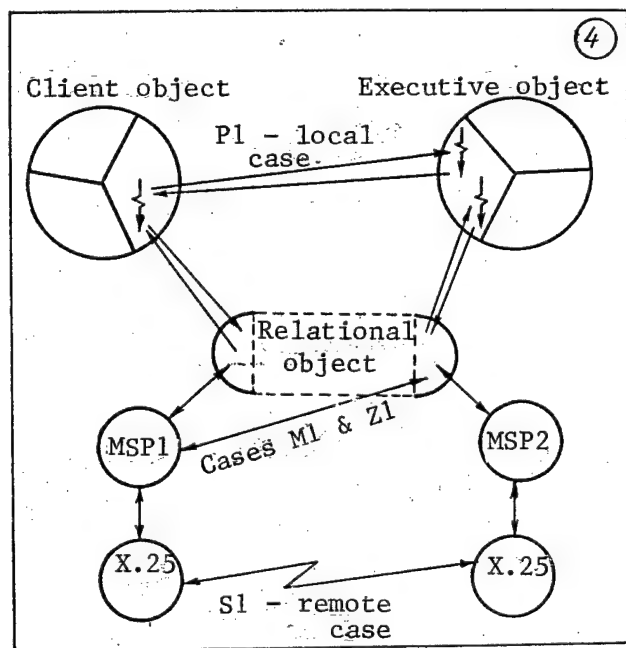 4
Client object
Executive object
P1 - local
case
Relational
object
Cases M1 & Z1
MSP1
MSP2
X.25
X.25
S1 - remote
case